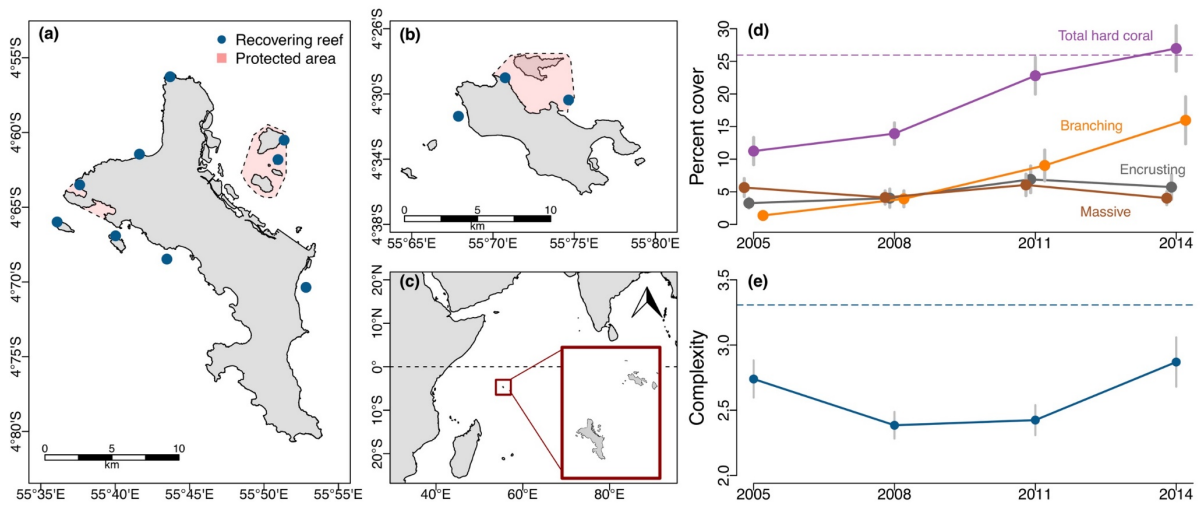 (a)
Recovering reef
Protected area
4°55'S
4°60'S
4°65'S
4°70'S
4°75'S
4°80'S
0 5 10
km
55°35'E 55°40'E 55°45'E 55°50'E 55°55'E
(b)
4°26'S
4°30'S
4°34'S
4°38'S
0 5 10
km
55°65'E 55°70'E 55°75'E 55°80'E
(c)
20°N
10°N
0°
10°S
20°S
40°E 60°E 80°E
(d)
Percent cover
30
25
20
15
10
5
0
Total hard coral
Branching
Encrusting
Massive
2005 2008 2011 2014
(e)
Complexity
3.5
3.0
2.5
2.0
2005 2008 2011 2014